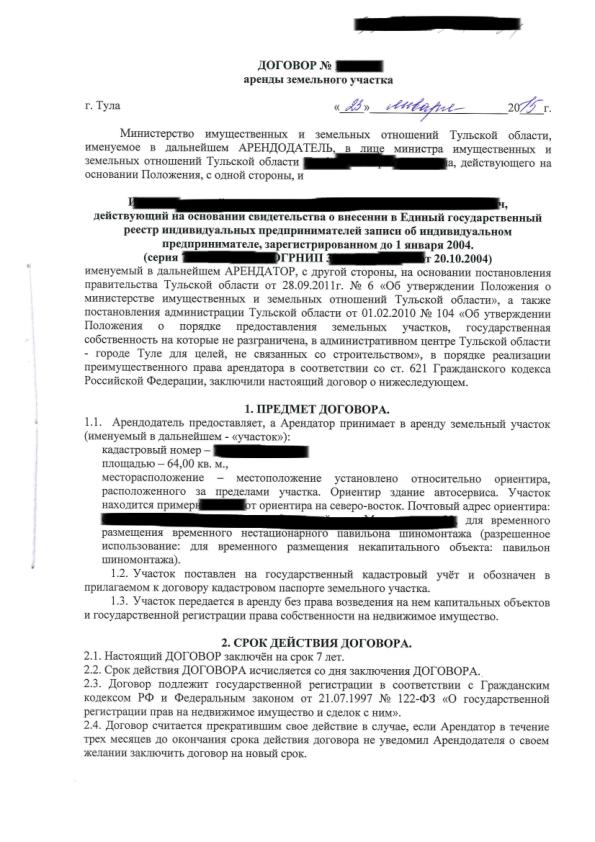 ДОГОВОР №
аренды земельного участка
г. Тула « 23 » января 2015 г.
Министерство имущественных и земельных отношений Тульской области,
именуемое в дальнейшем АРЕНДОДАТЕЛЬ, в лице министра имущественных и
земельных отношений Тульской области а, действующего на
основании Положения, с одной стороны, и
И ч,
действующий на основании свидетельства о внесении в Единый государственный
реестр индивидуальных предпринимателей записи об индивидуальном
предпринимателе, зарегистрированном до 1 января 2004.
(серия ОГРНИП 3 т 20.10.2004)
именуемый в дальнейшем АРЕНДАТОР, с другой стороны, на основании постановления
правительства Тульской области от 28.09.2011г. № 6 «Об утверждении Положения о
министерстве имущественных и земельных отношений Тульской области», а также
постановления администрации Тульской области от 01.02.2010 № 104 «Об утверждении
Положения о порядке предоставления земельных участков, государственная
собственность на которые не разграничена, в административном центре Тульской области
- городе Туле для целей, не связанных со строительством», в порядке реализации
преимущественного права арендатора в соответствии со ст. 621 Гражданского кодекса
Российской Федерации, заключили настоящий договор о нижеследующем.
1. ПРЕДМЕТ ДОГОВОРА.
1.1. Арендодатель предоставляет, а Арендатор принимает в аренду земельный участок
(именуемый в дальнейшем - «участок»):
кадастровый номер –
площадью – 64,00 кв. м.,
месторасположение – местоположение установлено относительно ориентира,
расположенного за пределами участка. Ориентир здание автосервиса. Участок
находится примерн от ориентира на северо-восток. Почтовый адрес ориентира:
, для временного
размещения временного нестационарного павильона шиномонтажа (разрешенное
использование: для временного размещения некапитального объекта: павильон
шиномонтажа).
1.2. Участок поставлен на государственный кадастровый учёт и обозначен в
прилагаемом к договору кадастровом паспорте земельного участка.
1.3. Участок передается в аренду без права возведения на нем капитальных объектов
и государственной регистрации права собственности на недвижимое имущество.
2. СРОК ДЕЙСТВИЯ ДОГОВОРА.
2.1. Настоящий ДОГОВОР заключён на срок 7 лет.
2.2. Срок действия ДОГОВОРА исчисляется со дня заключения ДОГОВОРА.
2.3. Договор подлежит государственной регистрации в соответствии с Гражданским
кодексом РФ и Федеральным законом от 21.07.1997 № 122-ФЗ «О государственной
регистрации прав на недвижимое имущество и сделок с ним».
2.4. Договор считается прекратившим свое действие в случае, если Арендатор в течение
трех месяцев до окончания срока действия договора не уведомил Арендодателя о своем
желании заключить договор на новый срок.